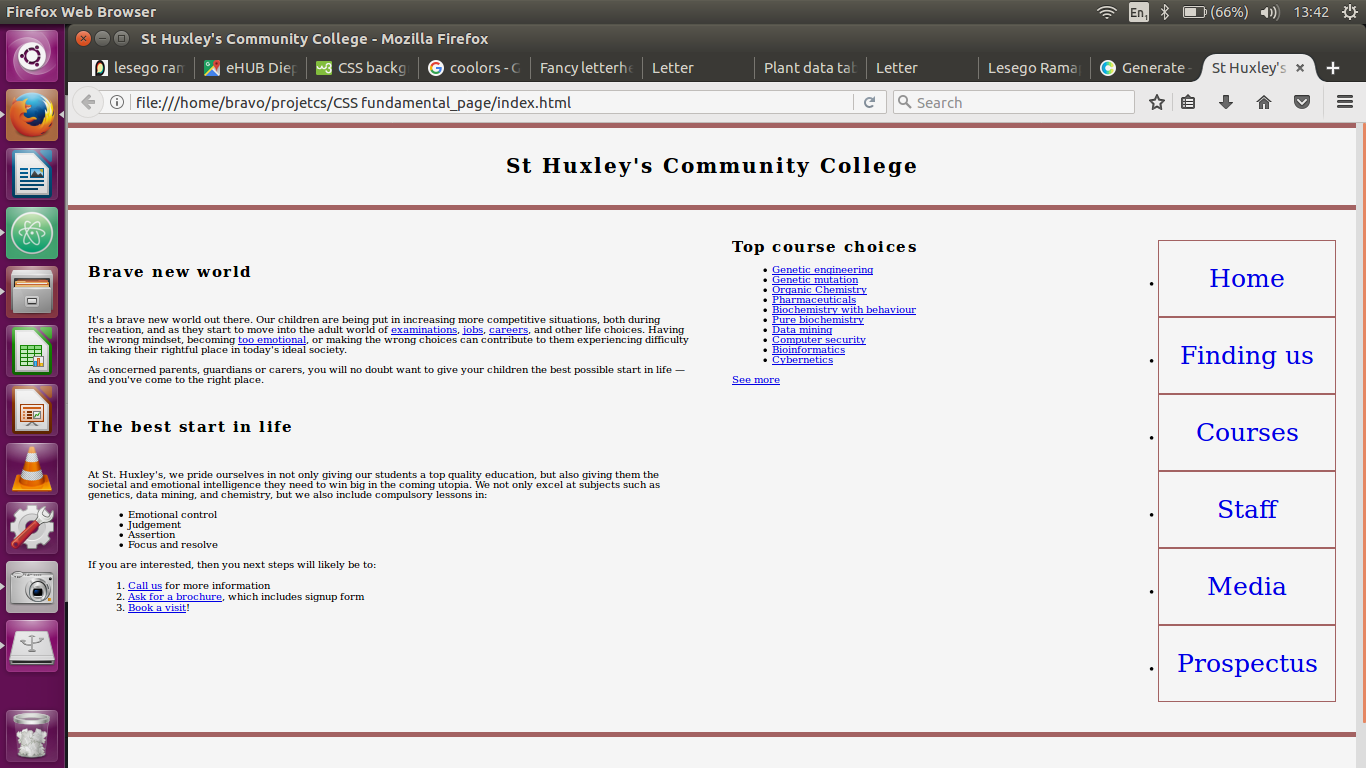 Firefox Web Browser
En1
(66%)
13:42
St Huxley's Community College - Mozilla Firefox
lesego ran
eHUB Diep
CSS backg
coolors - G
Fancy letterhe
Letter
Plant data tab
Letter
Lesego Ramap
Generate -
St Huxley's
file:///home/bravo/projetcs/CSS fundamental_page/index.html
Search
St Huxley's Community College
Brave new world
It's a brave new world out there. Our children are being put in increasing more competitive situations, both during
recreation, and as they start to move into the adult world of examinations, jobs, careers, and other life choices. Having
the wrong mindset, becoming too emotional, or making the wrong choices can contribute to them experiencing difficulty
in taking their rightful place in today's ideal society.
As concerned parents, guardians or carers, you will no doubt want to give your children the best possible start in life —
and you've come to the right place.
The best start in life
At St. Huxley's, we pride ourselves in not only giving our students a top quality education, but also giving them the
societal and emotional intelligence they need to win big in the coming utopia. We not only excel at subjects such as
genetics, data mining, and chemistry, but we also include compulsory lessons in:
• Emotional control
• Judgement
• Assertion
• Focus and resolve
If you are interested, then you next steps will likely be to:
1. Call us for more information
2. Ask for a brochure, which includes signup form
3. Book a visit!
Top course choices
• Genetic engineering
• Genetic mutation
• Organic Chemistry
• Pharmaceuticals
• Biochemistry with behaviour
• Pure biochemistry
• Data mining
• Computer security
• Bioinformatics
• Cybernetics
See more
• Home
• Finding us
• Courses
• Staff
• Media
• Prospectus